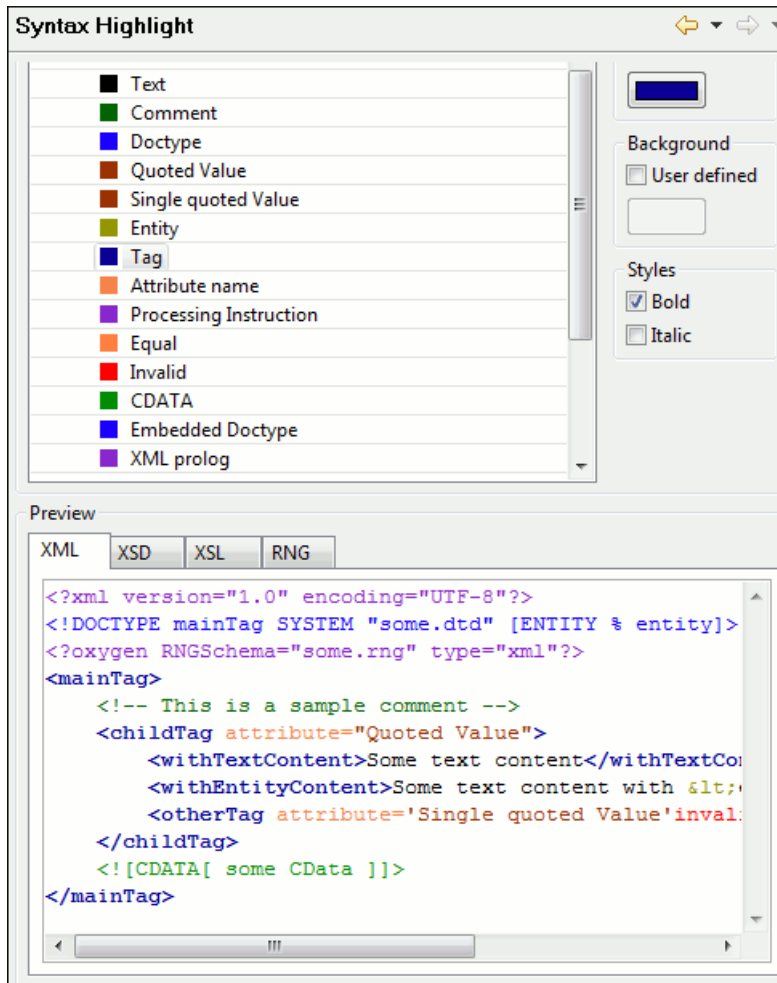 Syntax Highlight
Text
Comment
Doctype
Quoted Value
Single quoted Value
Entity
Tag
Attribute name
Processing Instruction
Equal
Invalid
CDATA
Embedded Doctype
XML prolog
Background
User defined
Styles
Bold
Italic
Preview
XML XSD XSL RNG
<?xml version="1.0" encoding="UTF-8"?>
<!DOCTYPE mainTag SYSTEM "some.dtd" [ENTITY % entity]>
<?oxygen RNGSchema="some.rng" type="xml"?>
<mainTag>
<!-- This is a sample comment -->
<childTag attribute="Quoted Value">
<withTextContent>Some text content</withTextCo
<withEntityContent>Some text content with &lt;
<otherTag attribute='Single quoted Value'inval
</childTag>
<![CDATA[ some CData ]]>
</mainTag>